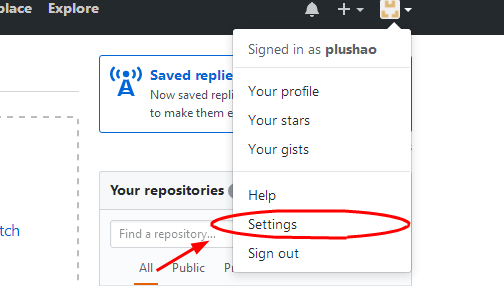 place Explore
Signed in as plushao
Your profile
Your stars
Your gists
Help
Settings
Sign out
Saved replie
Now saved repli
to make them e
Your repositories
Find a repository...
All Public P
tch